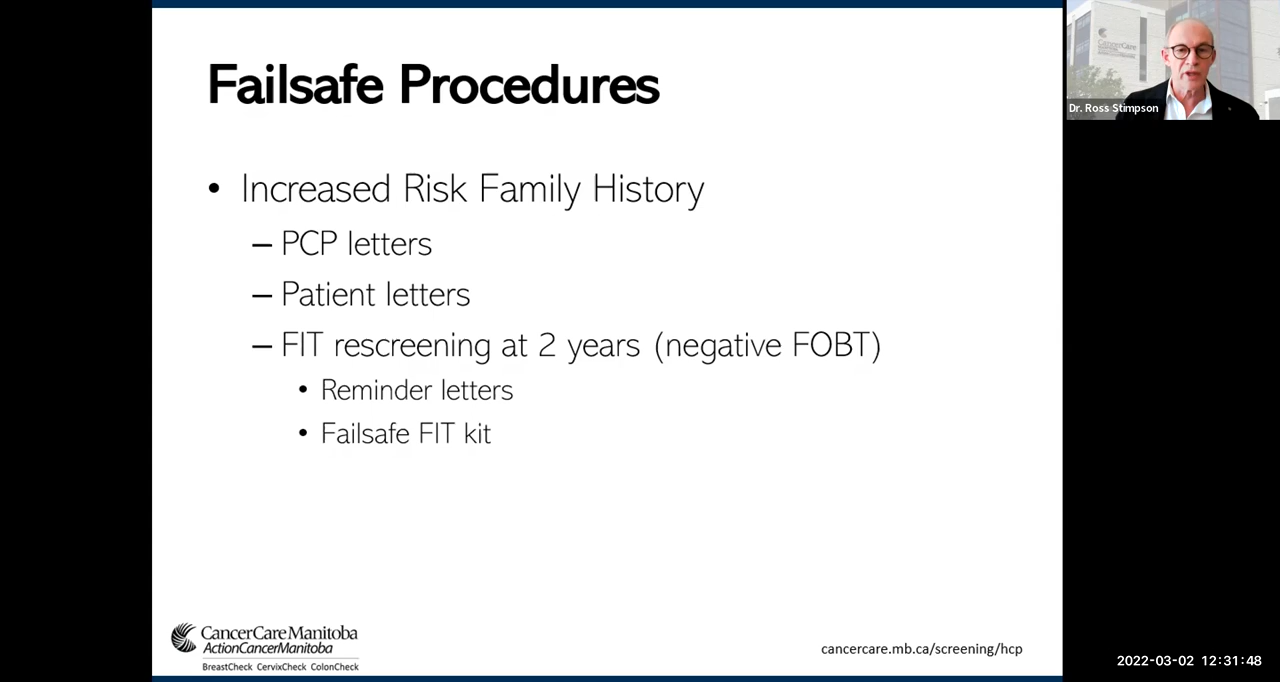 Failsafe Procedures
• Increased Risk Family History
– PCP letters
– Patient letters
– FIT rescreening at 2 years (negative FOBT)
• Reminder letters
• Failsafe FIT kit
CancerCare Manitoba
ActionCancerManitoba
BreastCheck CervixCheck ColonCheck
cancercare.mb.ca/screening/hcp
CancerCare
Dr. Ross Stimpson
2022-03-02 12:31:48